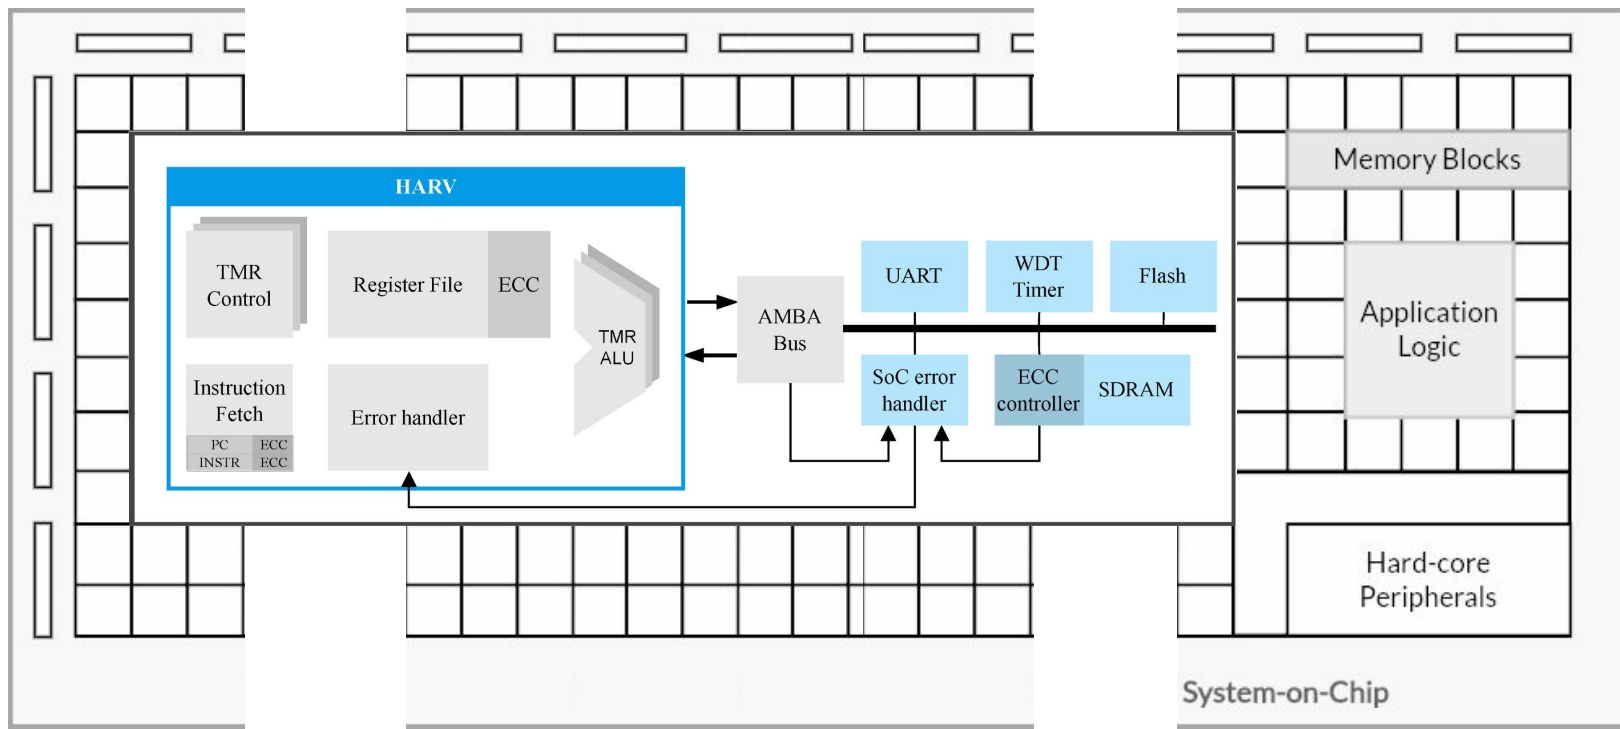 Memory Blocks
HARV
TMR
Control
Register File
ECC
TMR
ALU
UART
WDT
Timer
Flash
AMBA
Bus
Application
Logic
Instruction
Fetch
PC
ECC
INSTR
ECC
Error handler
SoC error
handler
ECC
controller
SDRAM
Hard-core
Peripherals
System-on-Chip